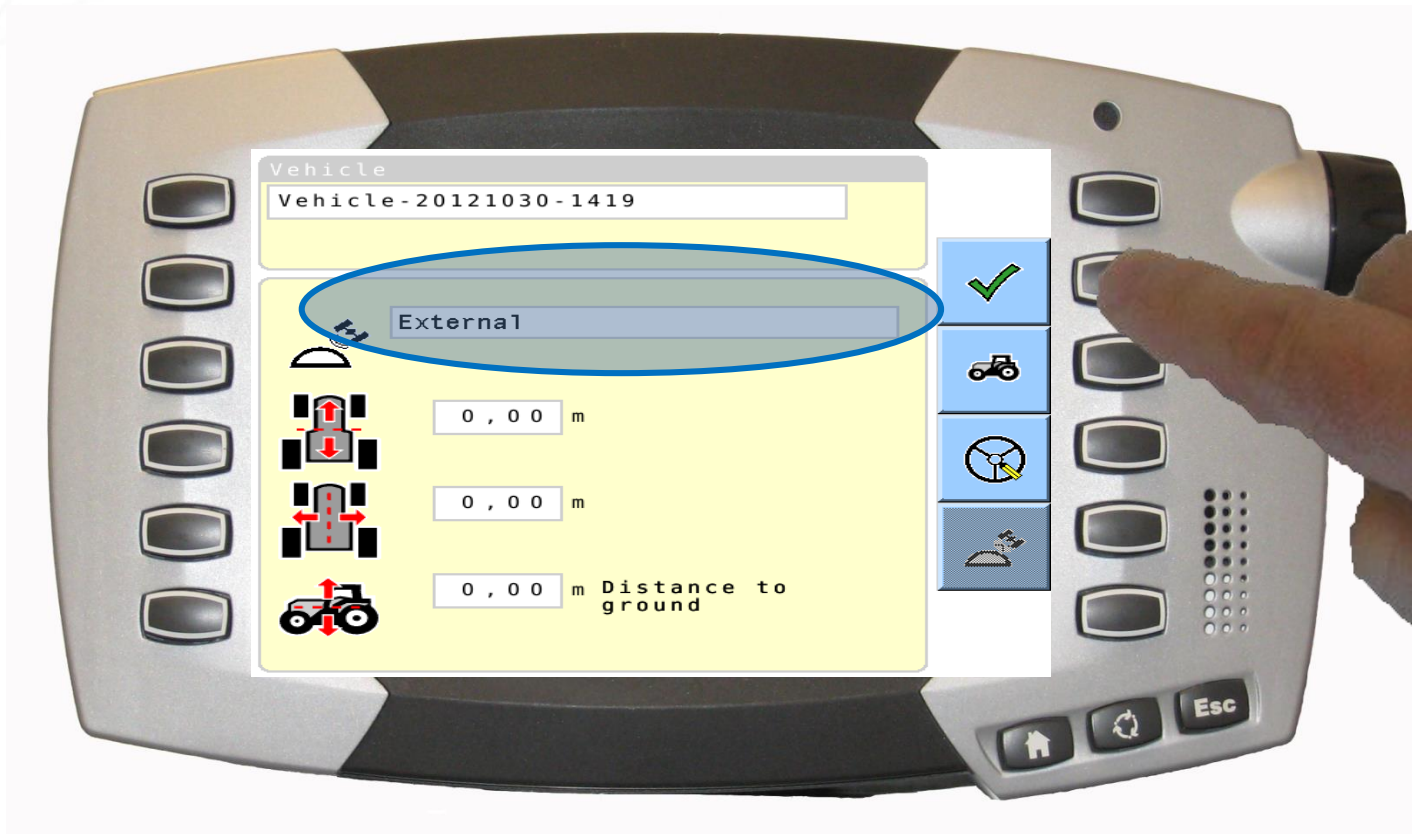 Vehicle
Vehicle-20121030-1419
External
0,00 m
0,00 m
0,00 m Distance to
ground
Esc